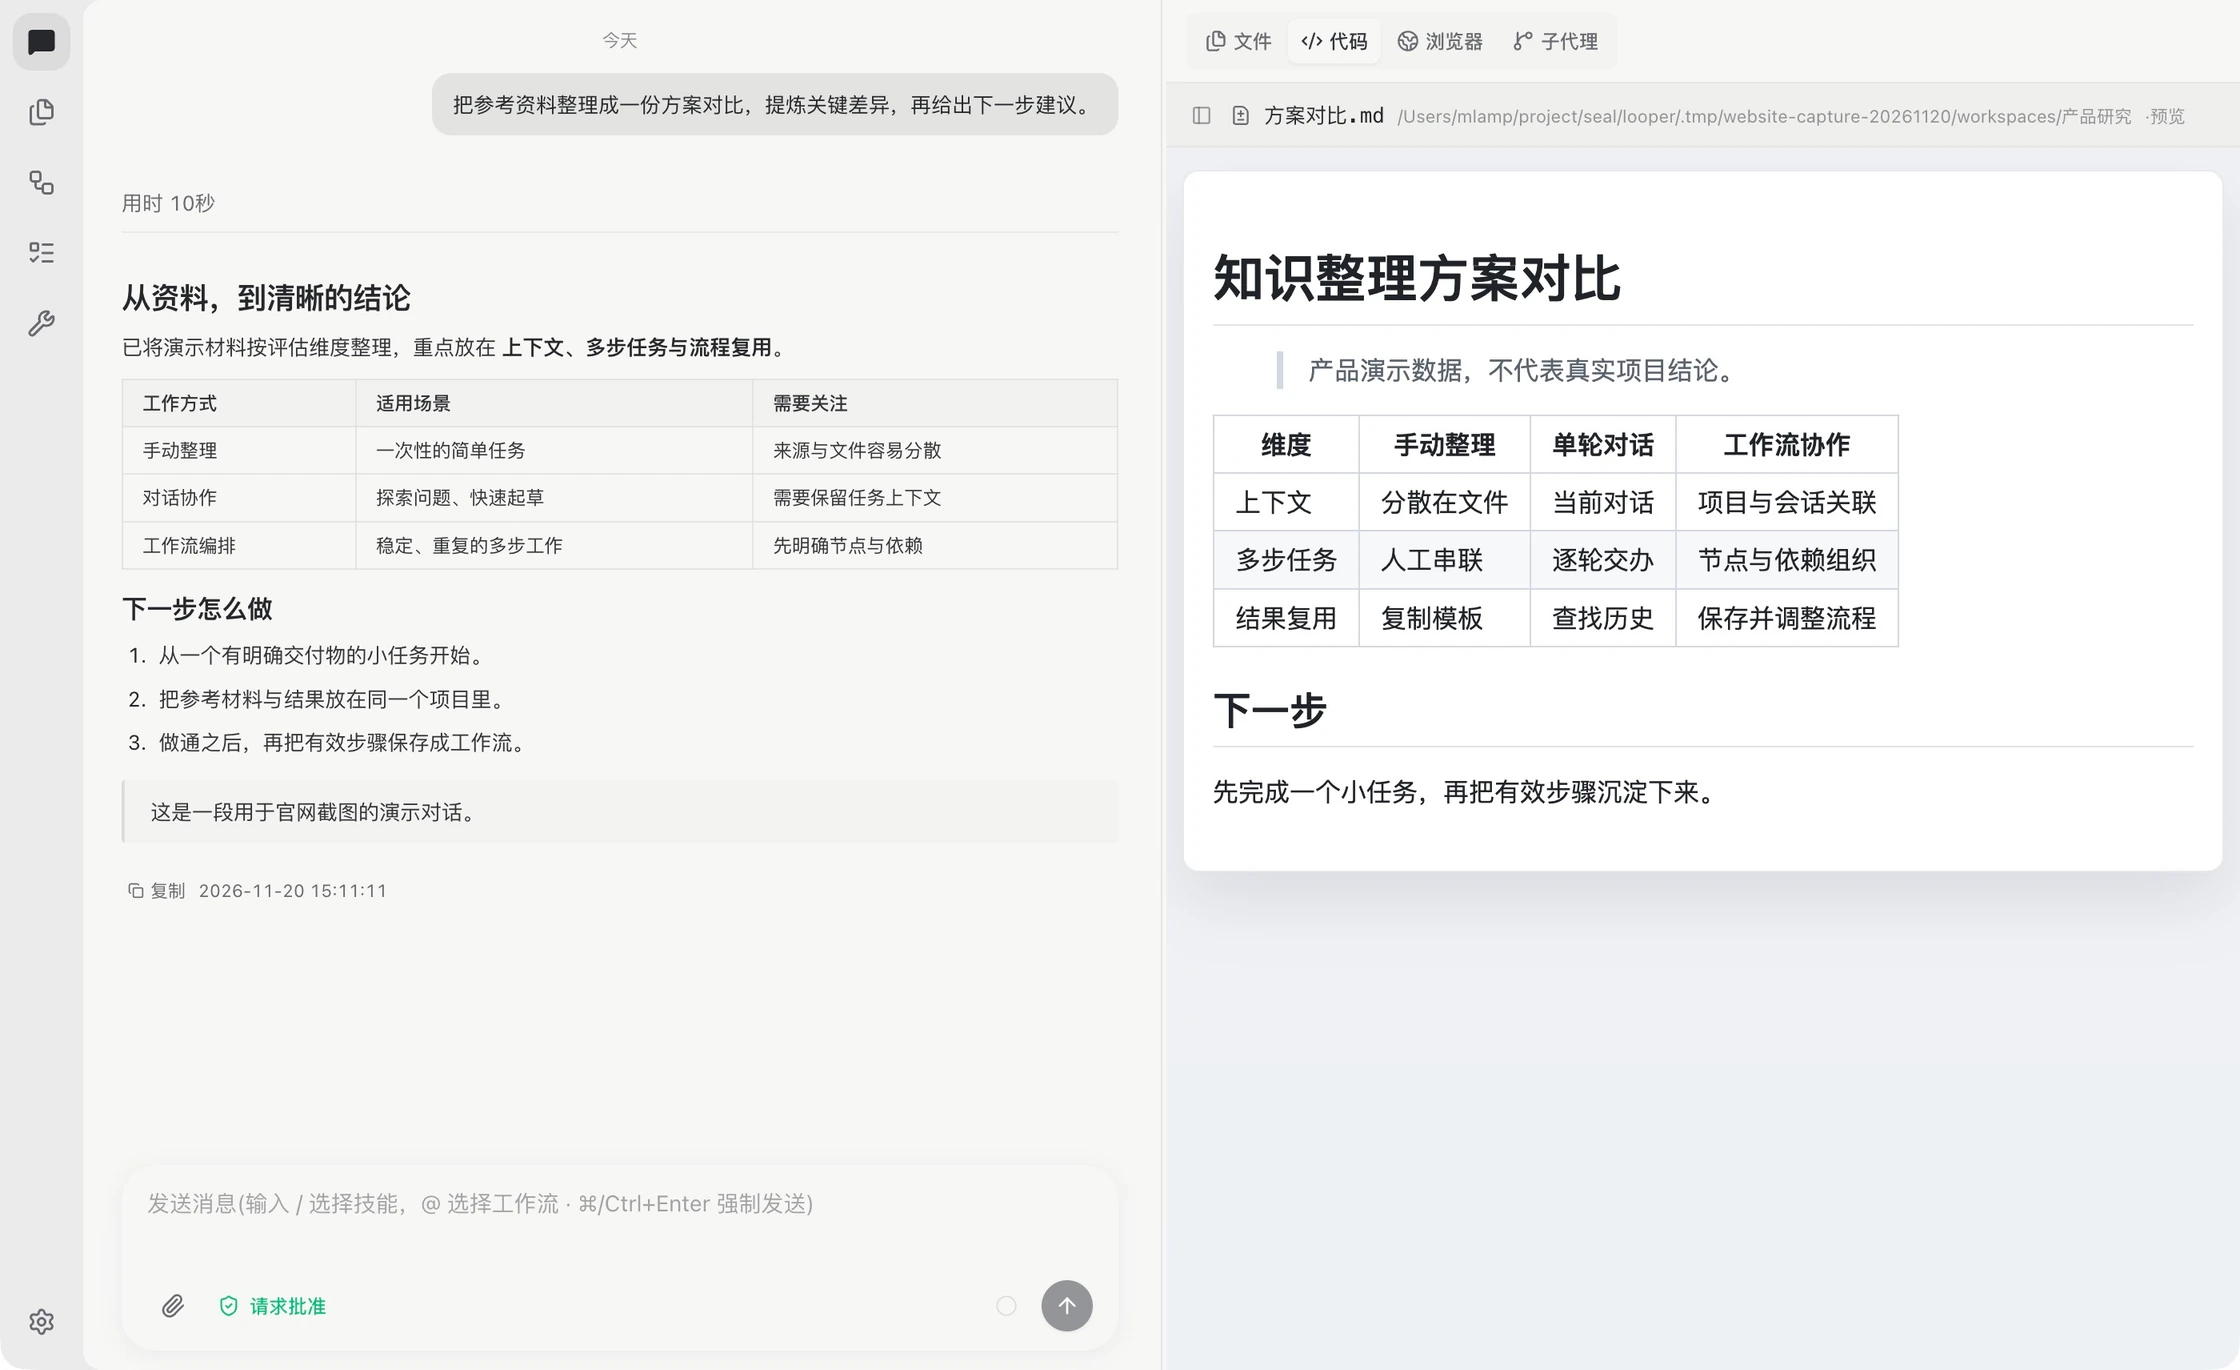 今天
把参考资料整理成一份方案对比，提炼关键差异，再给出下一步建议。
用时 10秒
从资料，到清晰的结论
已将演示材料按评估维度整理，重点放在 上下文、多步任务与流程复用。
工作方式 适用场景 需要关注
手动整理 一次性的简单任务 来源与文件容易分散
对话协作 探索问题、快速起草 需要保留任务上下文
工作流编排 稳定、重复的多步工作 先明确节点与依赖
下一步怎么做
1. 从一个有明确交付物的小任务开始。
2. 把参考材料与结果放在同一个项目里。
3. 做通之后，再把有效步骤保存成工作流。
这是一段用于官网截图的演示对话。
复制 2026-11-20 15:11:11
发送消息(输入 / 选择技能，@ 选择工作流 · ⌘/Ctrl+Enter 强制发送)
请求批准
文件 代码 浏览器 子代理
方案对比.md /Users/mlamp/project/seal/looper/.tmp/website-capture-20261120/workspaces/产品研究 ·预览
知识整理方案对比
产品演示数据，不代表真实项目结论。
维度 手动整理 单轮对话 工作流协作
上下文 分散在文件 当前对话 项目与会话关联
多步任务 人工串联 逐轮交办 节点与依赖组织
结果复用 复制模板 查找历史 保存并调整流程
下一步
先完成一个小任务，再把有效步骤沉淀下来。